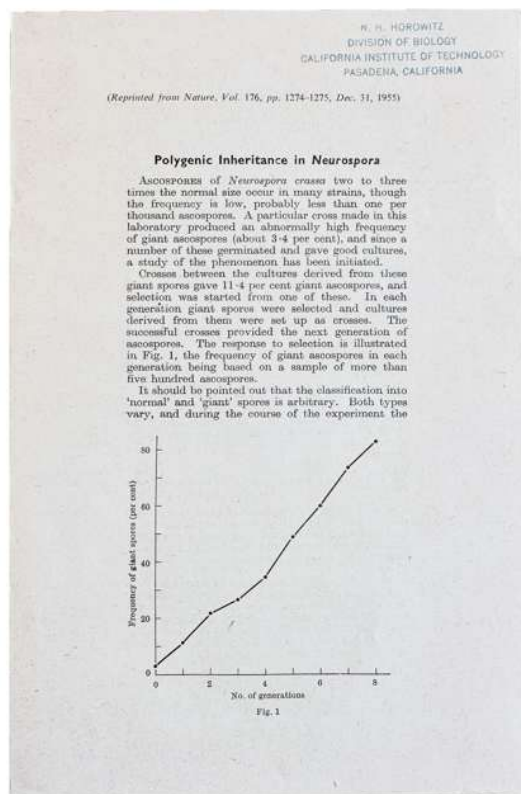 N. H. HOROWITZ
DIVISION OF BIOLOGY
CALIFORNIA INSTITUTE OF TECHNOLOGY
PASADENA, CALIFORNIA
(Reprinted from Nature, Vol. 176, pp. 1274-1275, Dec. 31, 1955)
Polygenic Inheritance in Neurospora
ASCOSPORES of Neurospora crassa two to three
times the normal size occur in many strains, though
the frequency is low, probably less than one per
thousand ascospores. A particular cross made in this
laboratory produced an abnormally high frequency
of giant ascospores (about 3·4 per cent), and since a
number of these germinated and gave good cultures,
a study of the phenomenon has been initiated.
Crosses between the cultures derived from these
giant spores gave 11·4 per cent giant ascospores, and
selection was started from one of these. In each
generation giant spores were selected and cultures
derived from them were set up as crosses. The
successful crosses provided the next generation of
ascospores. The response to selection is illustrated
in Fig. 1, the frequency of giant ascospores in each
generation being based on a sample of more than
five hundred ascospores.
It should be pointed out that the classification into
'normal' and 'giant' spores is arbitrary. Both types
vary, and during the course of the experiment the
Frequency of giant spores (per cent)
80
60
40
20
0
0 2 4 6 8
No. of generations
Fig. 1